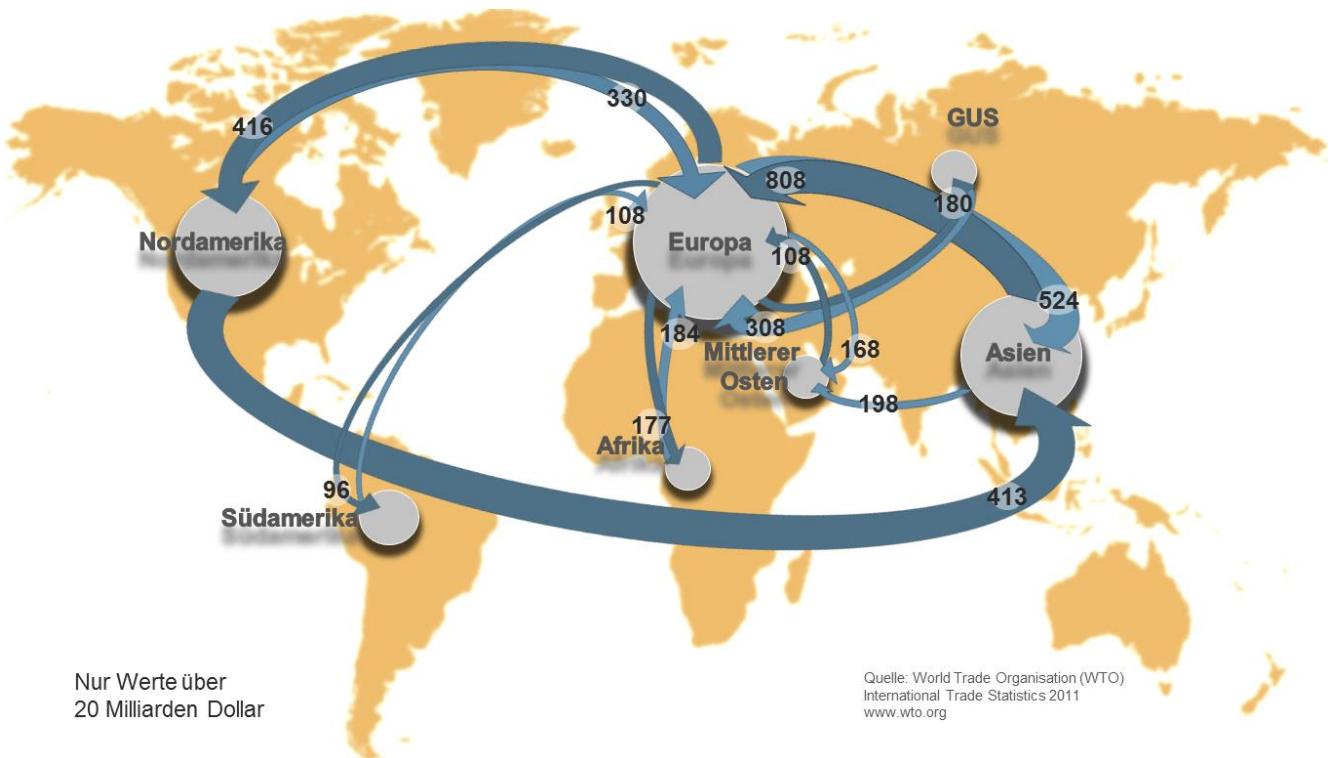 330
416
GUS
808
180
108
Nordamerika
Europa
108
524
184
308
Mittlerer
Osten
168
Asien
198
177
Afrika
96
413
Südamerika
Nur Werte über
20 Milliarden Dollar
Quelle: World Trade Organisation (WTO)
International Trade Statistics 2011
www.wto.org